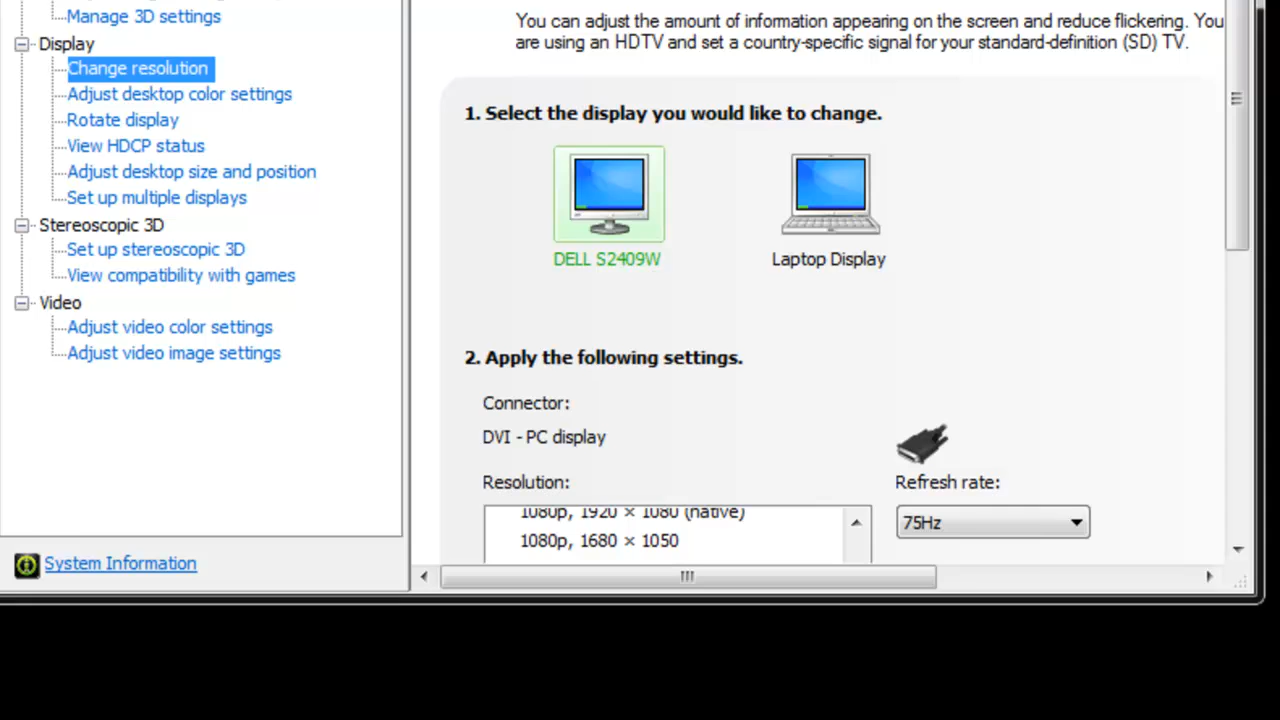 Manage 3D settings
Display
Change resolution
Adjust desktop color settings
Rotate display
View HDCP status
Adjust desktop size and position
Set up multiple displays
Stereoscopic 3D
Set up stereoscopic 3D
View compatibility with games
Video
Adjust video color settings
Adjust video image settings
System Information
You can adjust the amount of information appearing on the screen and reduce flickering. You
are using an HDTV and set a country-specific signal for your standard-definition (SD) TV.
1. Select the display you would like to change.
DELL S2409W
Laptop Display
2. Apply the following settings.
Connector:
DVI - PC display
Resolution:
1080p, 1920 × 1080 (native)
1080p, 1680 × 1050
Refresh rate:
75Hz